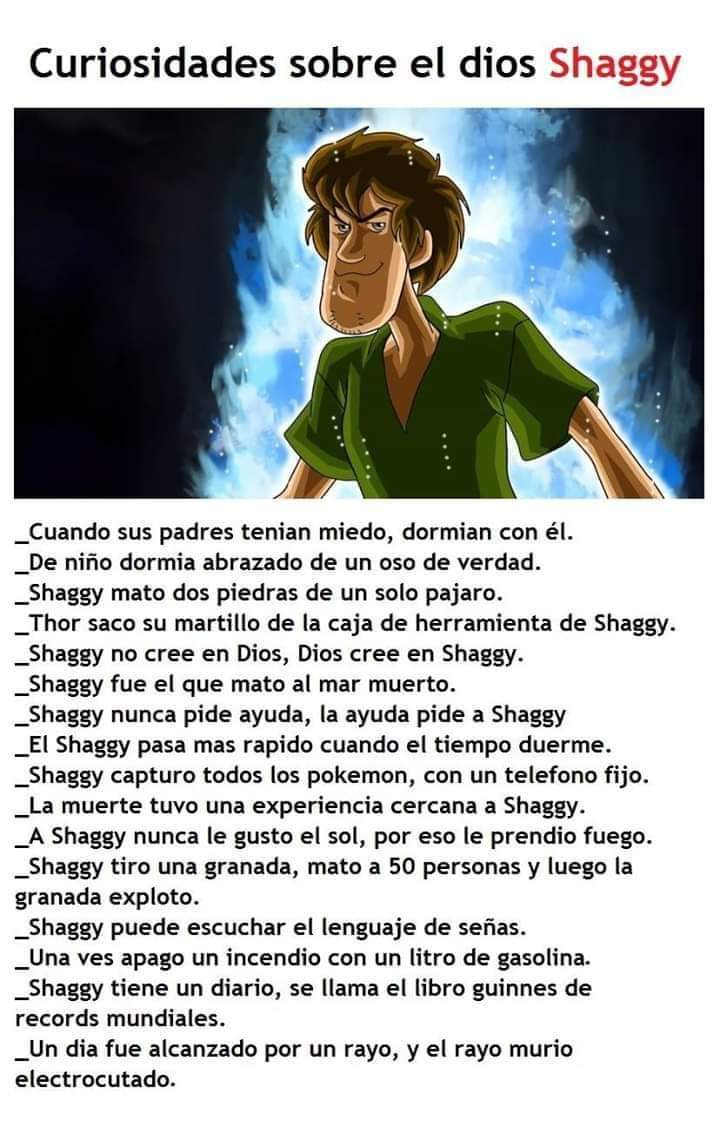 Curiosidades sobre el dios Shaggy
_Cuando sus padres tenian miedo, dormian con él.
_De niño dormia abrazado de un oso de verdad.
_Shaggy mato dos piedras de un solo pajaro.
_Thor saco su martillo de la caja de herramienta de Shaggy.
_Shaggy no cree en Dios, Dios cree en Shaggy.
_Shaggy fue el que mato al mar muerto.
_Shaggy nunca pide ayuda, la ayuda pide a Shaggy
_El Shaggy pasa mas rapido cuando el tiempo duerme.
_Shaggy capturo todos los pokemon, con un telefono fijo.
_La muerte tuvo una experiencia cercana a Shaggy.
_A Shaggy nunca le gusto el sol, por eso le prendio fuego.
_Shaggy tiro una granada, mato a 50 personas y luego la
granada exploto.
_Shaggy puede escuchar el lenguaje de señas.
_Una ves apago un incendio con un litro de gasolina.
_Shaggy tiene un diario, se llama el libro guinnes de
records mundiales.
_Un dia fue alcanzado por un rayo, y el rayo murio
electrocutado.